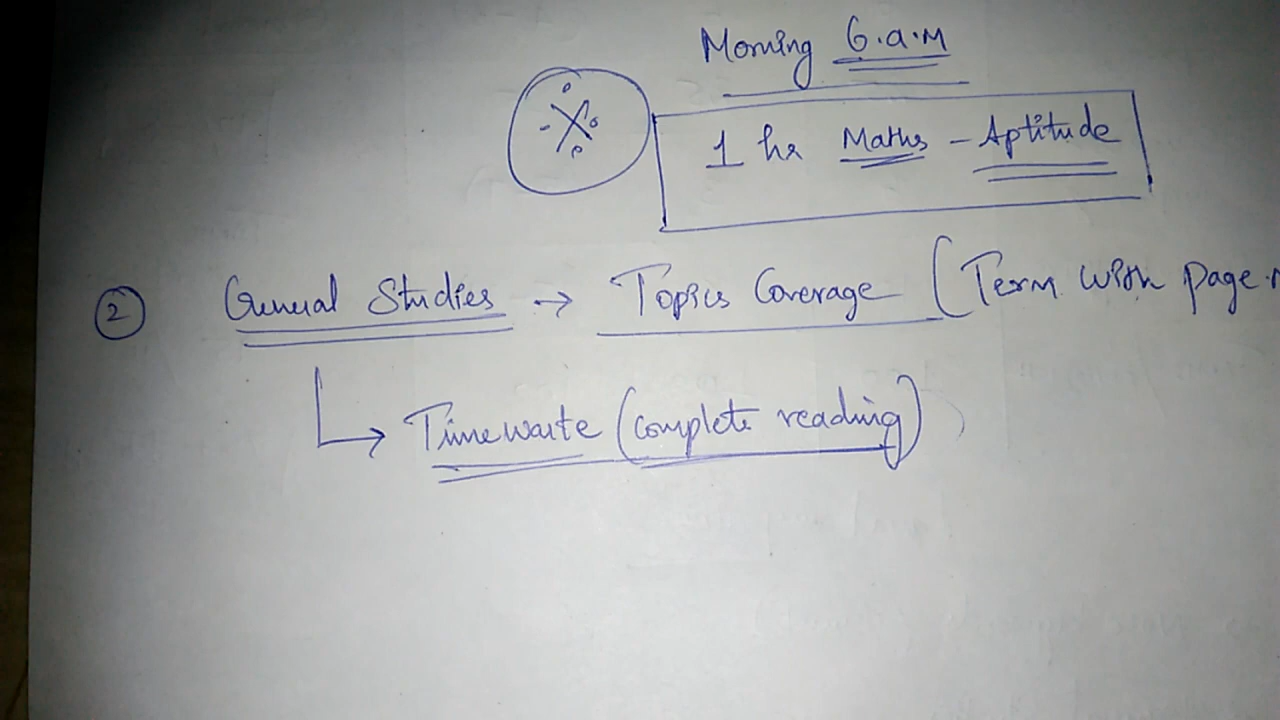 Morning 6.a.m
1 hr Maths - Aptitude
2 General Studies → Topics Coverage (Term with page.
Timewaste (complete reading)